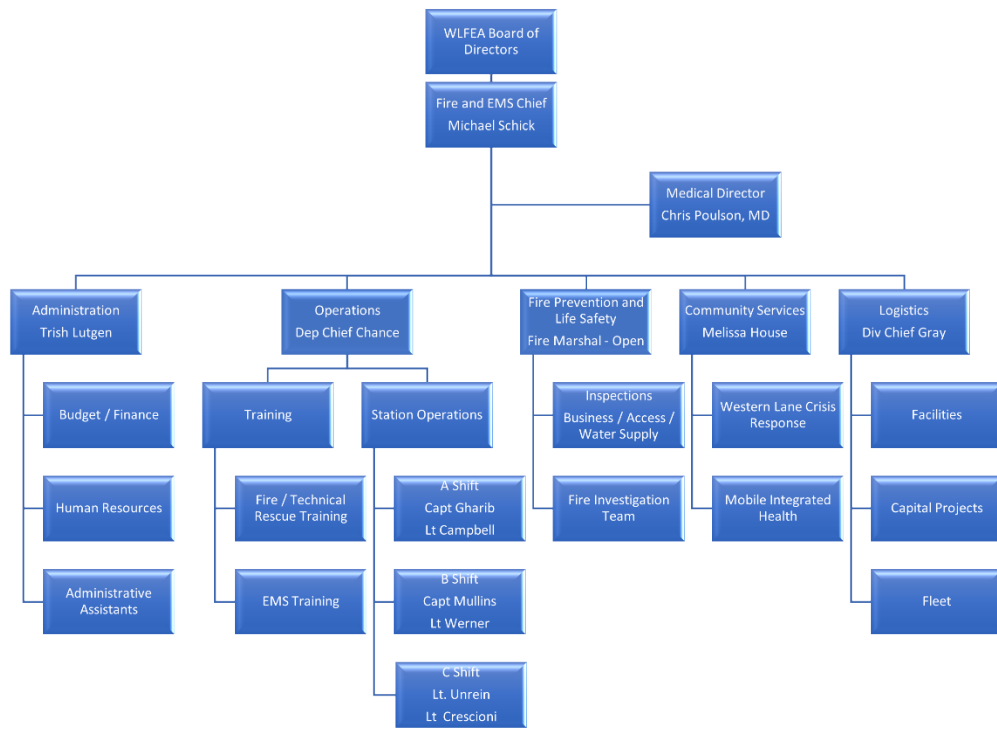 WLFEA Board of
Directors
Fire and EMS Chief
Michael Schick
Medical Director
Chris Poulson, MD
Administration
Trish Lutgen
Budget / Finance
Human Resources
Administrative
Assistants
Operations
Dep Chief Chance
Training
Fire / Technical
Rescue Training
EMS Training
Station Operations
A Shift
Capt Gharib
Lt Campbell
B Shift
Capt Mullins
Lt Werner
C Shift
Lt. Unrein
Lt Crescioni
Fire Prevention and
Life Safety
Fire Marshal - Open
Inspections
Business / Access /
Water Supply
Fire Investigation
Team
Community Services
Melissa House
Western Lane Crisis
Response
Mobile Integrated
Health
Logistics
Div Chief Gray
Facilities
Capital Projects
Fleet